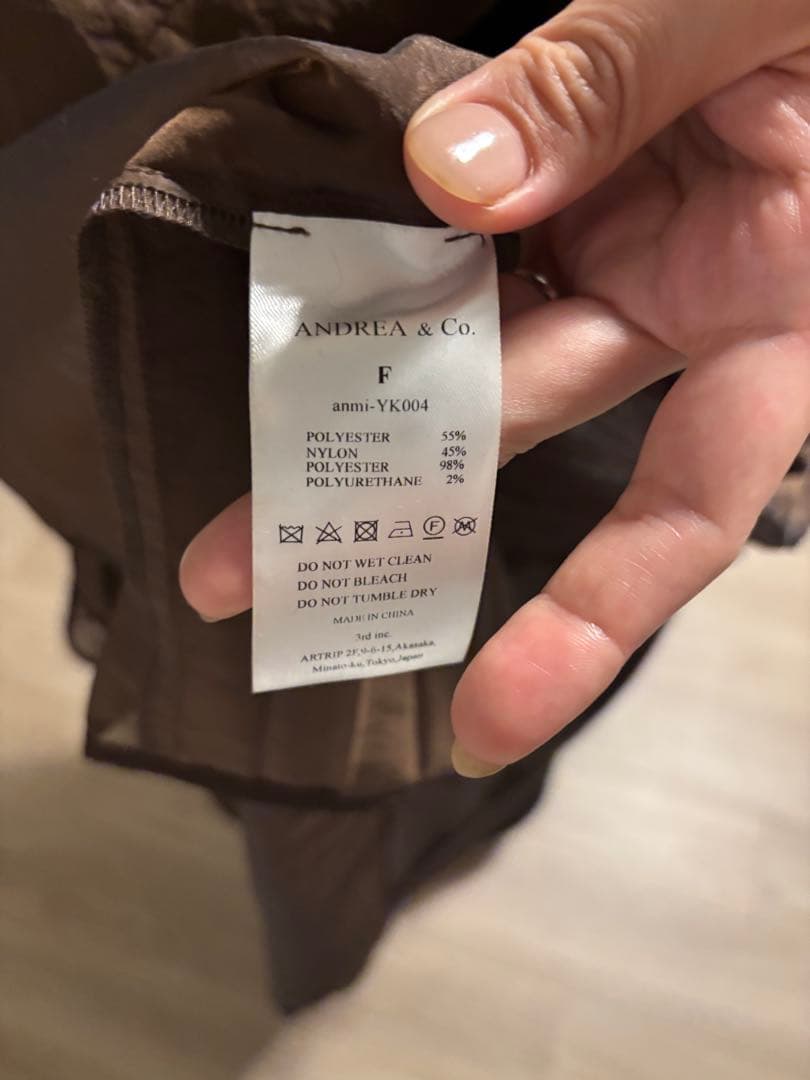 ANDREA & Co.
F
anmi-YK004
POLYESTER 55%
NYLON 45%
POLYESTER 98%
POLYURETHANE 2%
F W
DO NOT WET CLEAN
DO NOT BLEACH
DO NOT TUMBLE DRY
MADE IN CHINA
3rd inc.
ARTRIP 2F,9-6-15,Akasaka,
Minato-ku,Tokyo,Japan